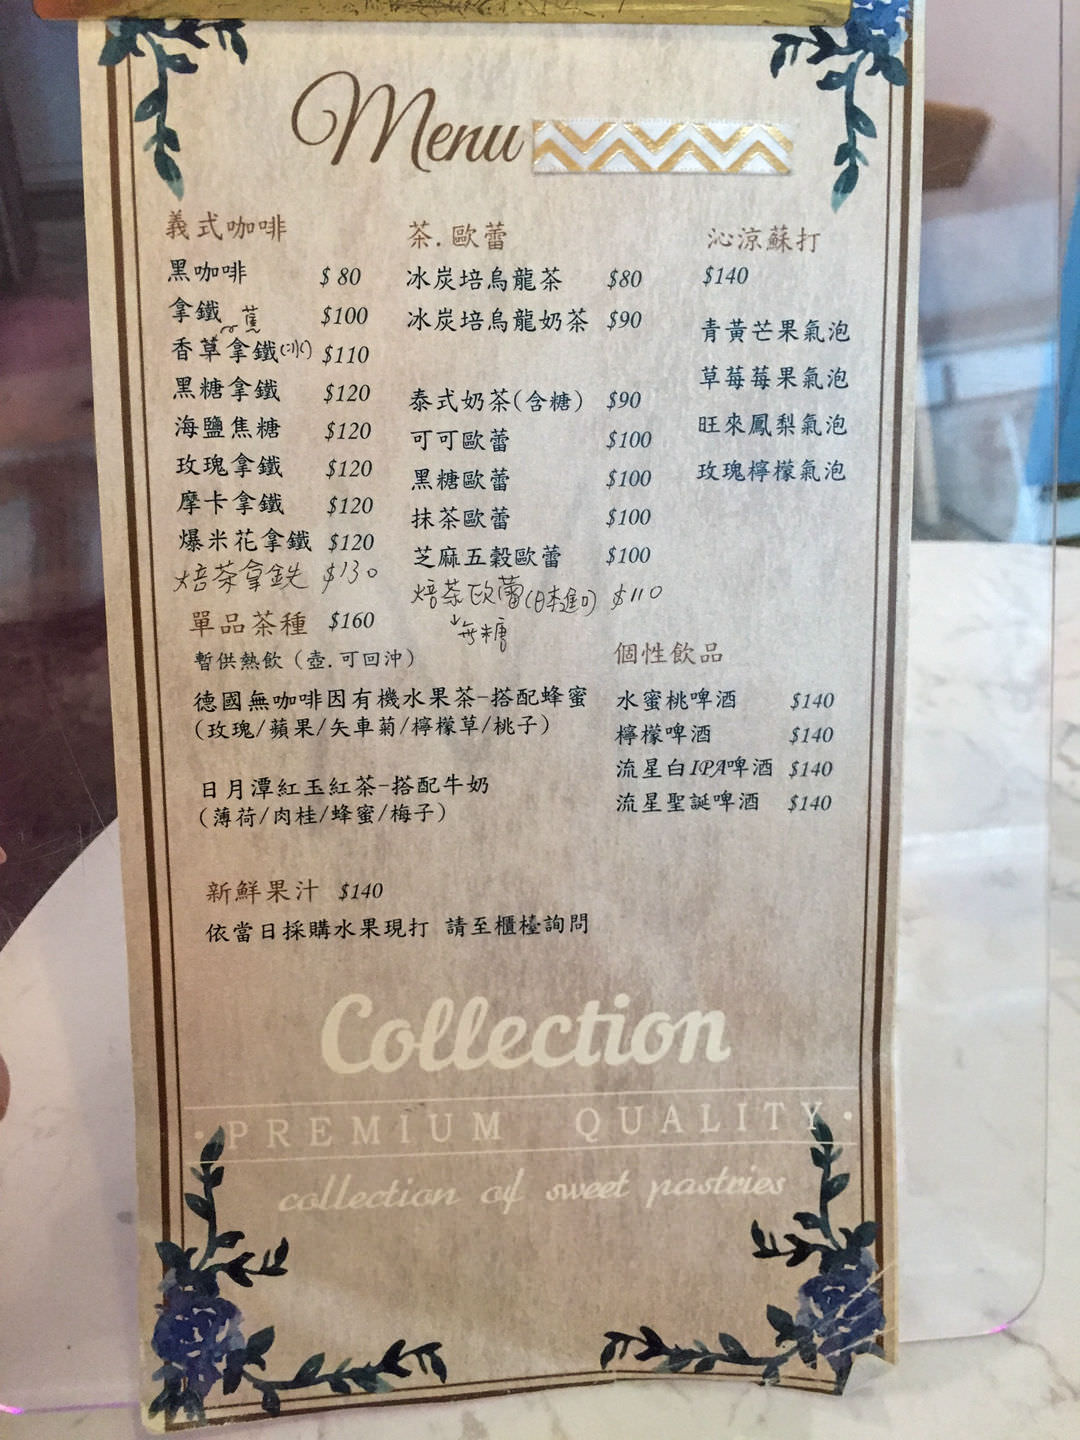 Menu
義式咖啡
黑咖啡 $80
拿鐵 $100
蕉
香草拿鐵(冰) $110
黑糖拿鐵 $120
海鹽焦糖 $120
玫瑰拿鐵 $120
摩卡拿鐵 $120
爆米花拿鐵 $120
焙茶拿鉄 $130
單品茶種 $160
暫供熱飲（壺.可回沖）
德國無咖啡因有機水果茶-搭配蜂蜜
(玫瑰/蘋果/矢車菊/檸檬草/桃子)
日月潭紅玉紅茶-搭配牛奶
(薄荷/肉桂/蜂蜜/梅子)
新鮮果汁 $140
依當日採購水果現打 請至櫃檯詢問
茶.歐蕾
冰炭培烏龍茶 $80
冰炭培烏龍奶茶 $90
泰式奶茶(含糖) $90
可可歐蕾 $100
黑糖歐蕾 $100
抹茶歐蕾 $100
芝麻五穀歐蕾 $100
焙茶欧蕾(日本進口) $110
↓無糖
沁涼蘇打
$140
青黃芒果氣泡
草莓莓果氣泡
旺來鳳梨氣泡
玫瑰檸檬氣泡
個性飲品
水蜜桃啤酒 $140
檸檬啤酒 $140
流星白IPA啤酒 $140
流星聖誕啤酒 $140
Collection
· PREMIUM QUALITY ·
collection of sweet pastries